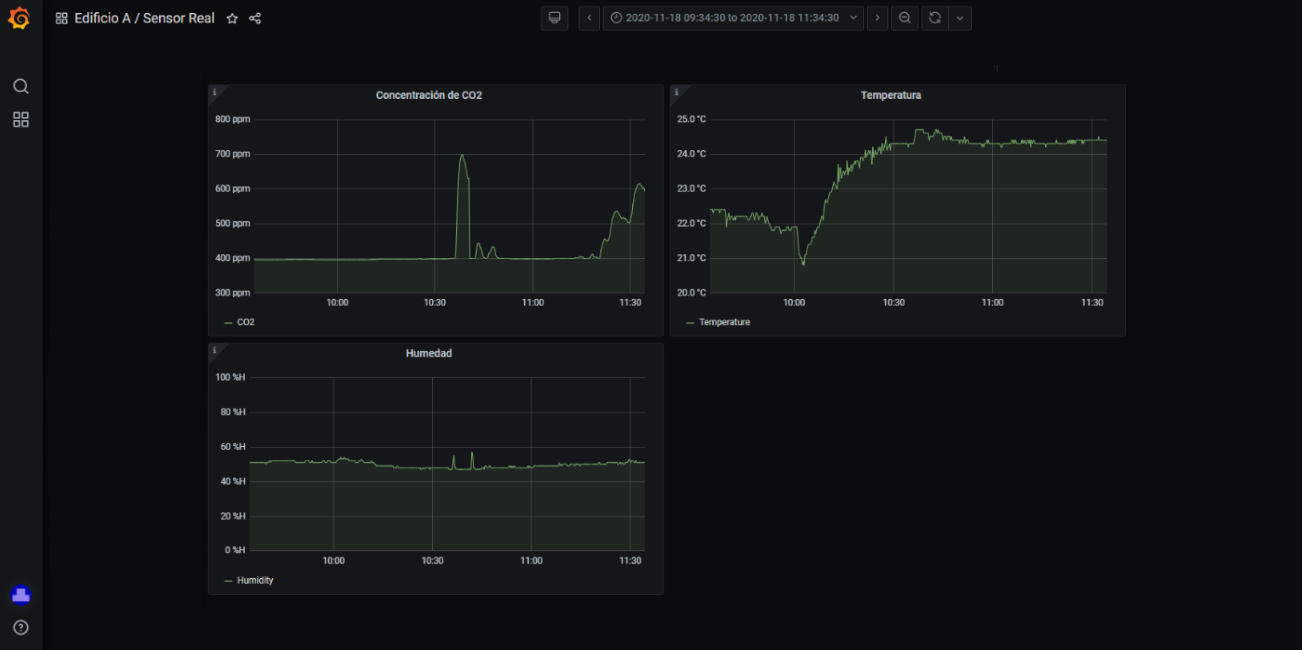 Edificio A / Sensor Real
2020-11-18 09:34:30 to 2020-11-18 11:34:30
i
Concentración de CO2
800 ppm
700 ppm
600 ppm
500 ppm
400 ppm
300 ppm
10:00 10:30 11:00 11:30
CO2
i
Temperatura
25.0 °C
24.0 °C
23.0 °C
22.0 °C
21.0 °C
20.0 °C
10:00 10:30 11:00 11:30
Temperature
i
Humedad
100 %H
80 %H
60 %H
40 %H
20 %H
0 %H
10:00 10:30 11:00 11:30
Humidity
?